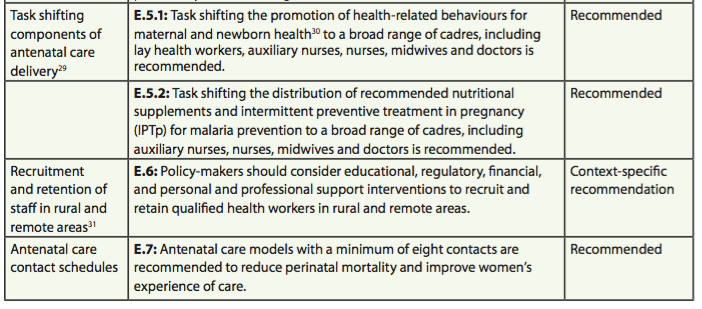 Task shifting
components of
antenatal care
delivery29
E.5.1: Task shifting the promotion of health-related behaviours for
maternal and newborn health30 to a broad range of cadres, including
lay health workers, auxiliary nurses, nurses, midwives and doctors is
recommended.
Recommended
E.5.2: Task shifting the distribution of recommended nutritional
supplements and intermittent preventive treatment in pregnancy
(IPTp) for malaria prevention to a broad range of cadres, including
auxiliary nurses, nurses, midwives and doctors is recommended.
Recommended
Recruitment
and retention of
staff in rural and
remote areas31
E.6: Policy-makers should consider educational, regulatory, financial,
and personal and professional support interventions to recruit and
retain qualified health workers in rural and remote areas.
Context-specific
recommendation
Antenatal care
contact schedules
E.7: Antenatal care models with a minimum of eight contacts are
recommended to reduce perinatal mortality and improve women's
experience of care.
Recommended